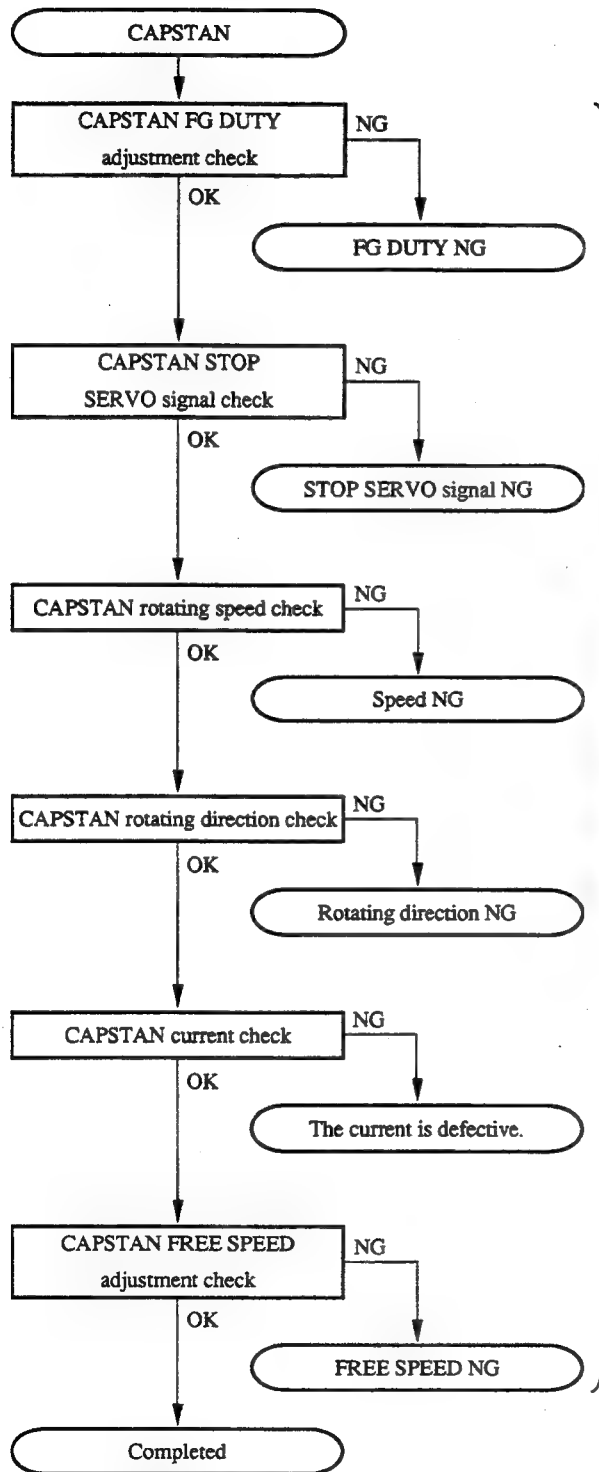 CAPSTAN
CAPSTAN FG DUTY
adjustment check
NG
OK
FG DUTY NG
CAPSTAN STOP
SERVO signal check
NG
OK
STOP SERVO signal NG
CAPSTAN rotating speed check
NG
OK
Speed NG
CAPSTAN rotating direction check
NG
OK
Rotating direction NG
CAPSTAN current check
NG
OK
The current is defective.
CAPSTAN FREE SPEED
adjustment check
NG
OK
FREE SPEED NG
Completed